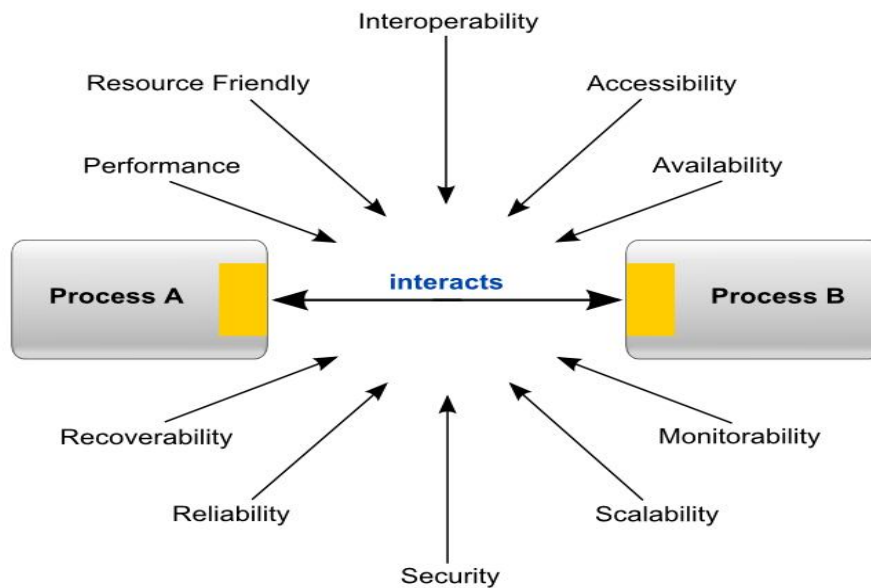 Interoperability
Resource Friendly
Accessibility
Performance
Availability
interacts
Process A
Process B
Recoverability
Monitorability
Reliability
Scalability
Security